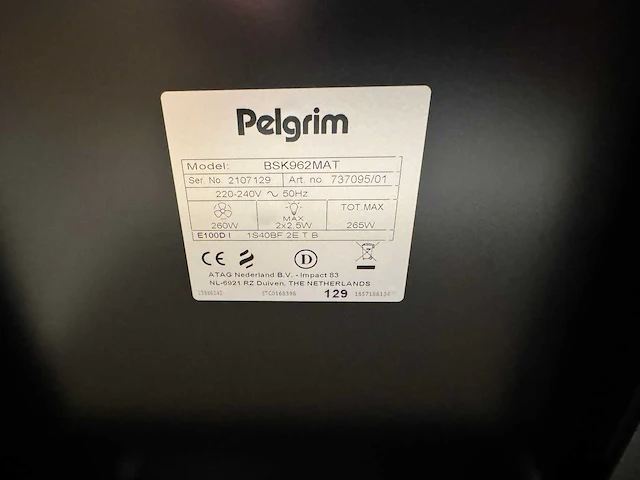 Pelgrim
Model: BSK962MAT
Ser. No 2107129 Art. no 737095/01
220-240V ~ 50Hz
MAX TOT.MAX
260W 2x2,5W 265W
E100D I 1S40BF 2E T B
CE D
ATAG Nederland B.V. - Impact 83
NL-6921 RZ Duiven, THE NETHERLANDS
129